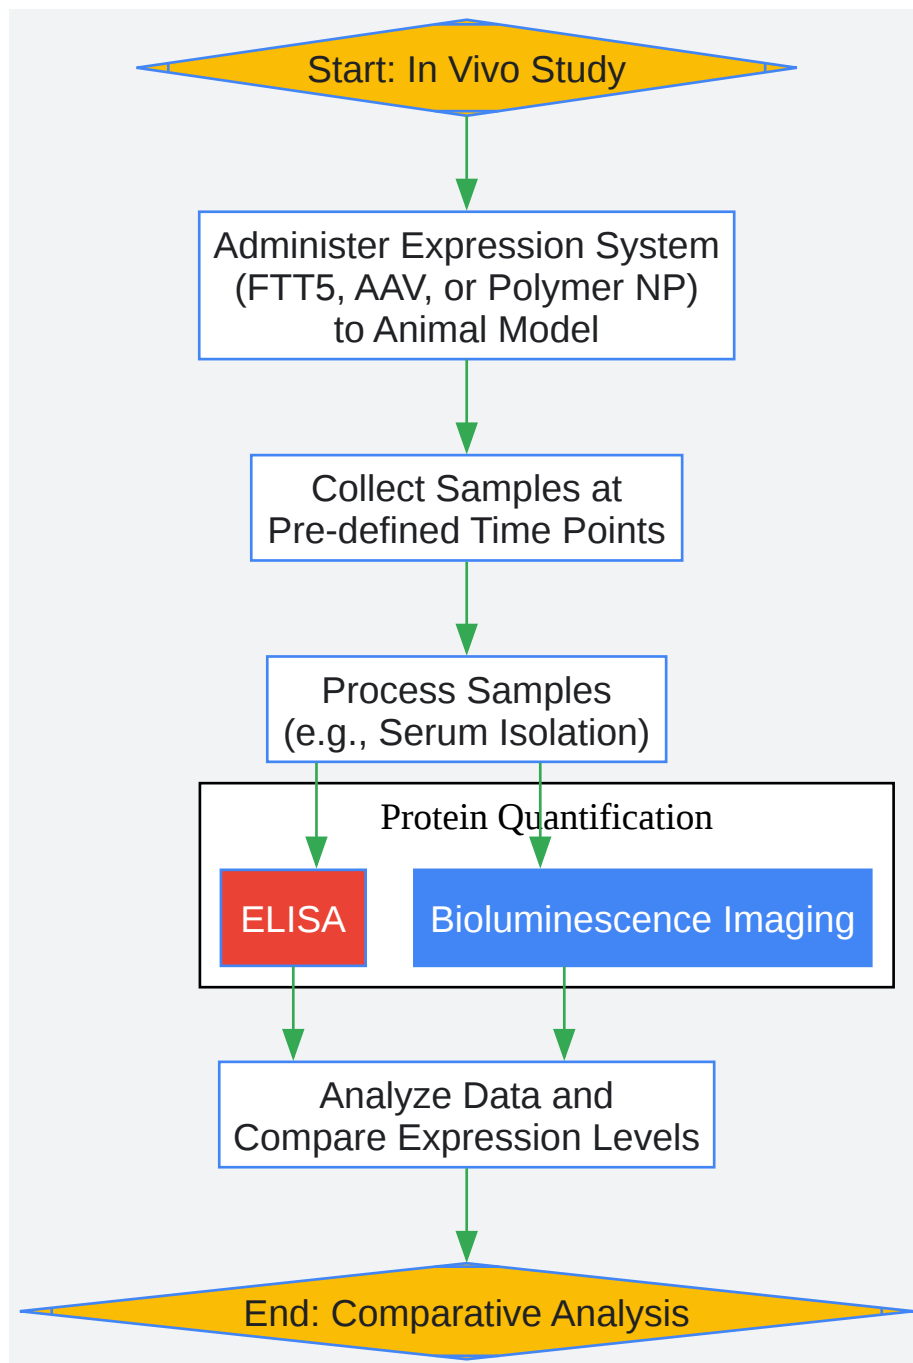 Start: In Vivo Study
Administer Expression System
(FTT5, AAV, or Polymer NP)
to Animal Model
Collect Samples at
Pre-defined Time Points
Process Samples
(e.g., Serum Isolation)
Protein Quantification
ELISA
Bioluminescence Imaging
Analyze Data and
Compare Expression Levels
End: Comparative Analysis